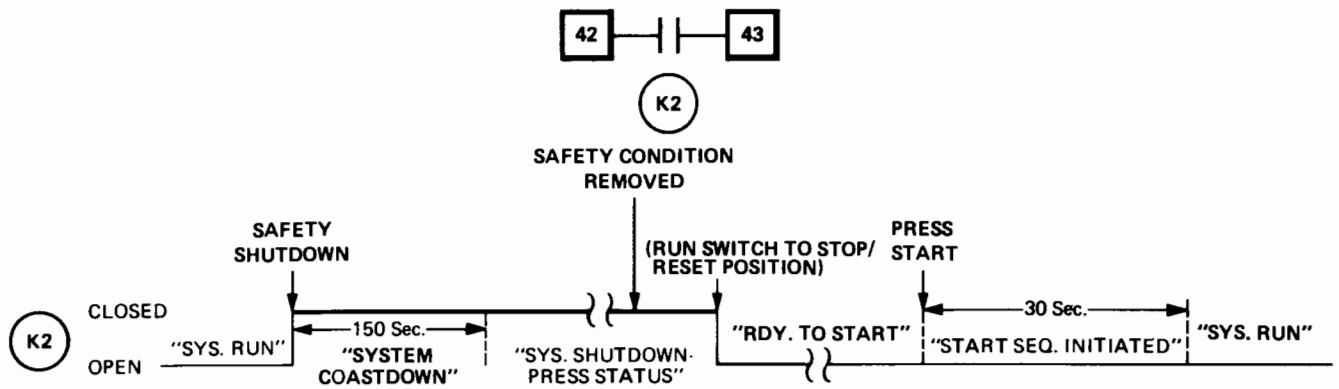 42
43
K2
SAFETY CONDITION
REMOVED
SAFETY
SHUTDOWN
(RUN SWITCH TO STOP/
RESET POSITION)
PRESS
START
K2
CLOSED
OPEN
"SYS. RUN"
150 Sec.
"SYSTEM
COASTDOWN"
"SYS. SHUTDOWN-
PRESS STATUS"
"RDY. TO START"
30 Sec.
"START SEQ. INITIATED"
"SYS. RUN"